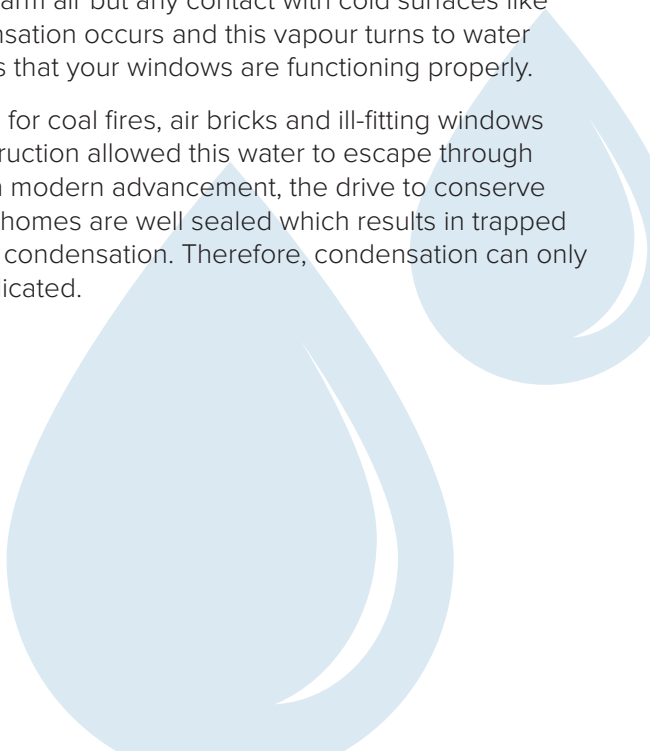 arm air but any contact with cold surfaces like
nsation occurs and this vapour turns to water
s that your windows are functioning properly.
for coal fires, air bricks and ill-fitting windows
ruction allowed this water to escape through
modern advancement, the drive to conserve
homes are well sealed which results in trapped
condensation. Therefore, condensation can only
licated.